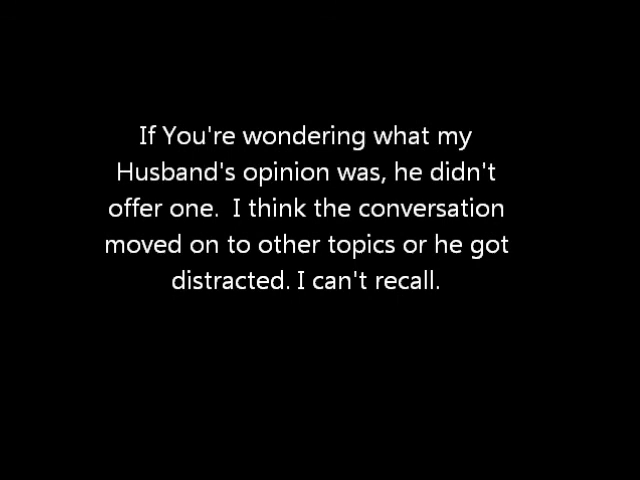 If You're wondering what my
Husband's opinion was, he didn't
offer one.  I think the conversation
moved on to other topics or he got
distracted. I can't recall.